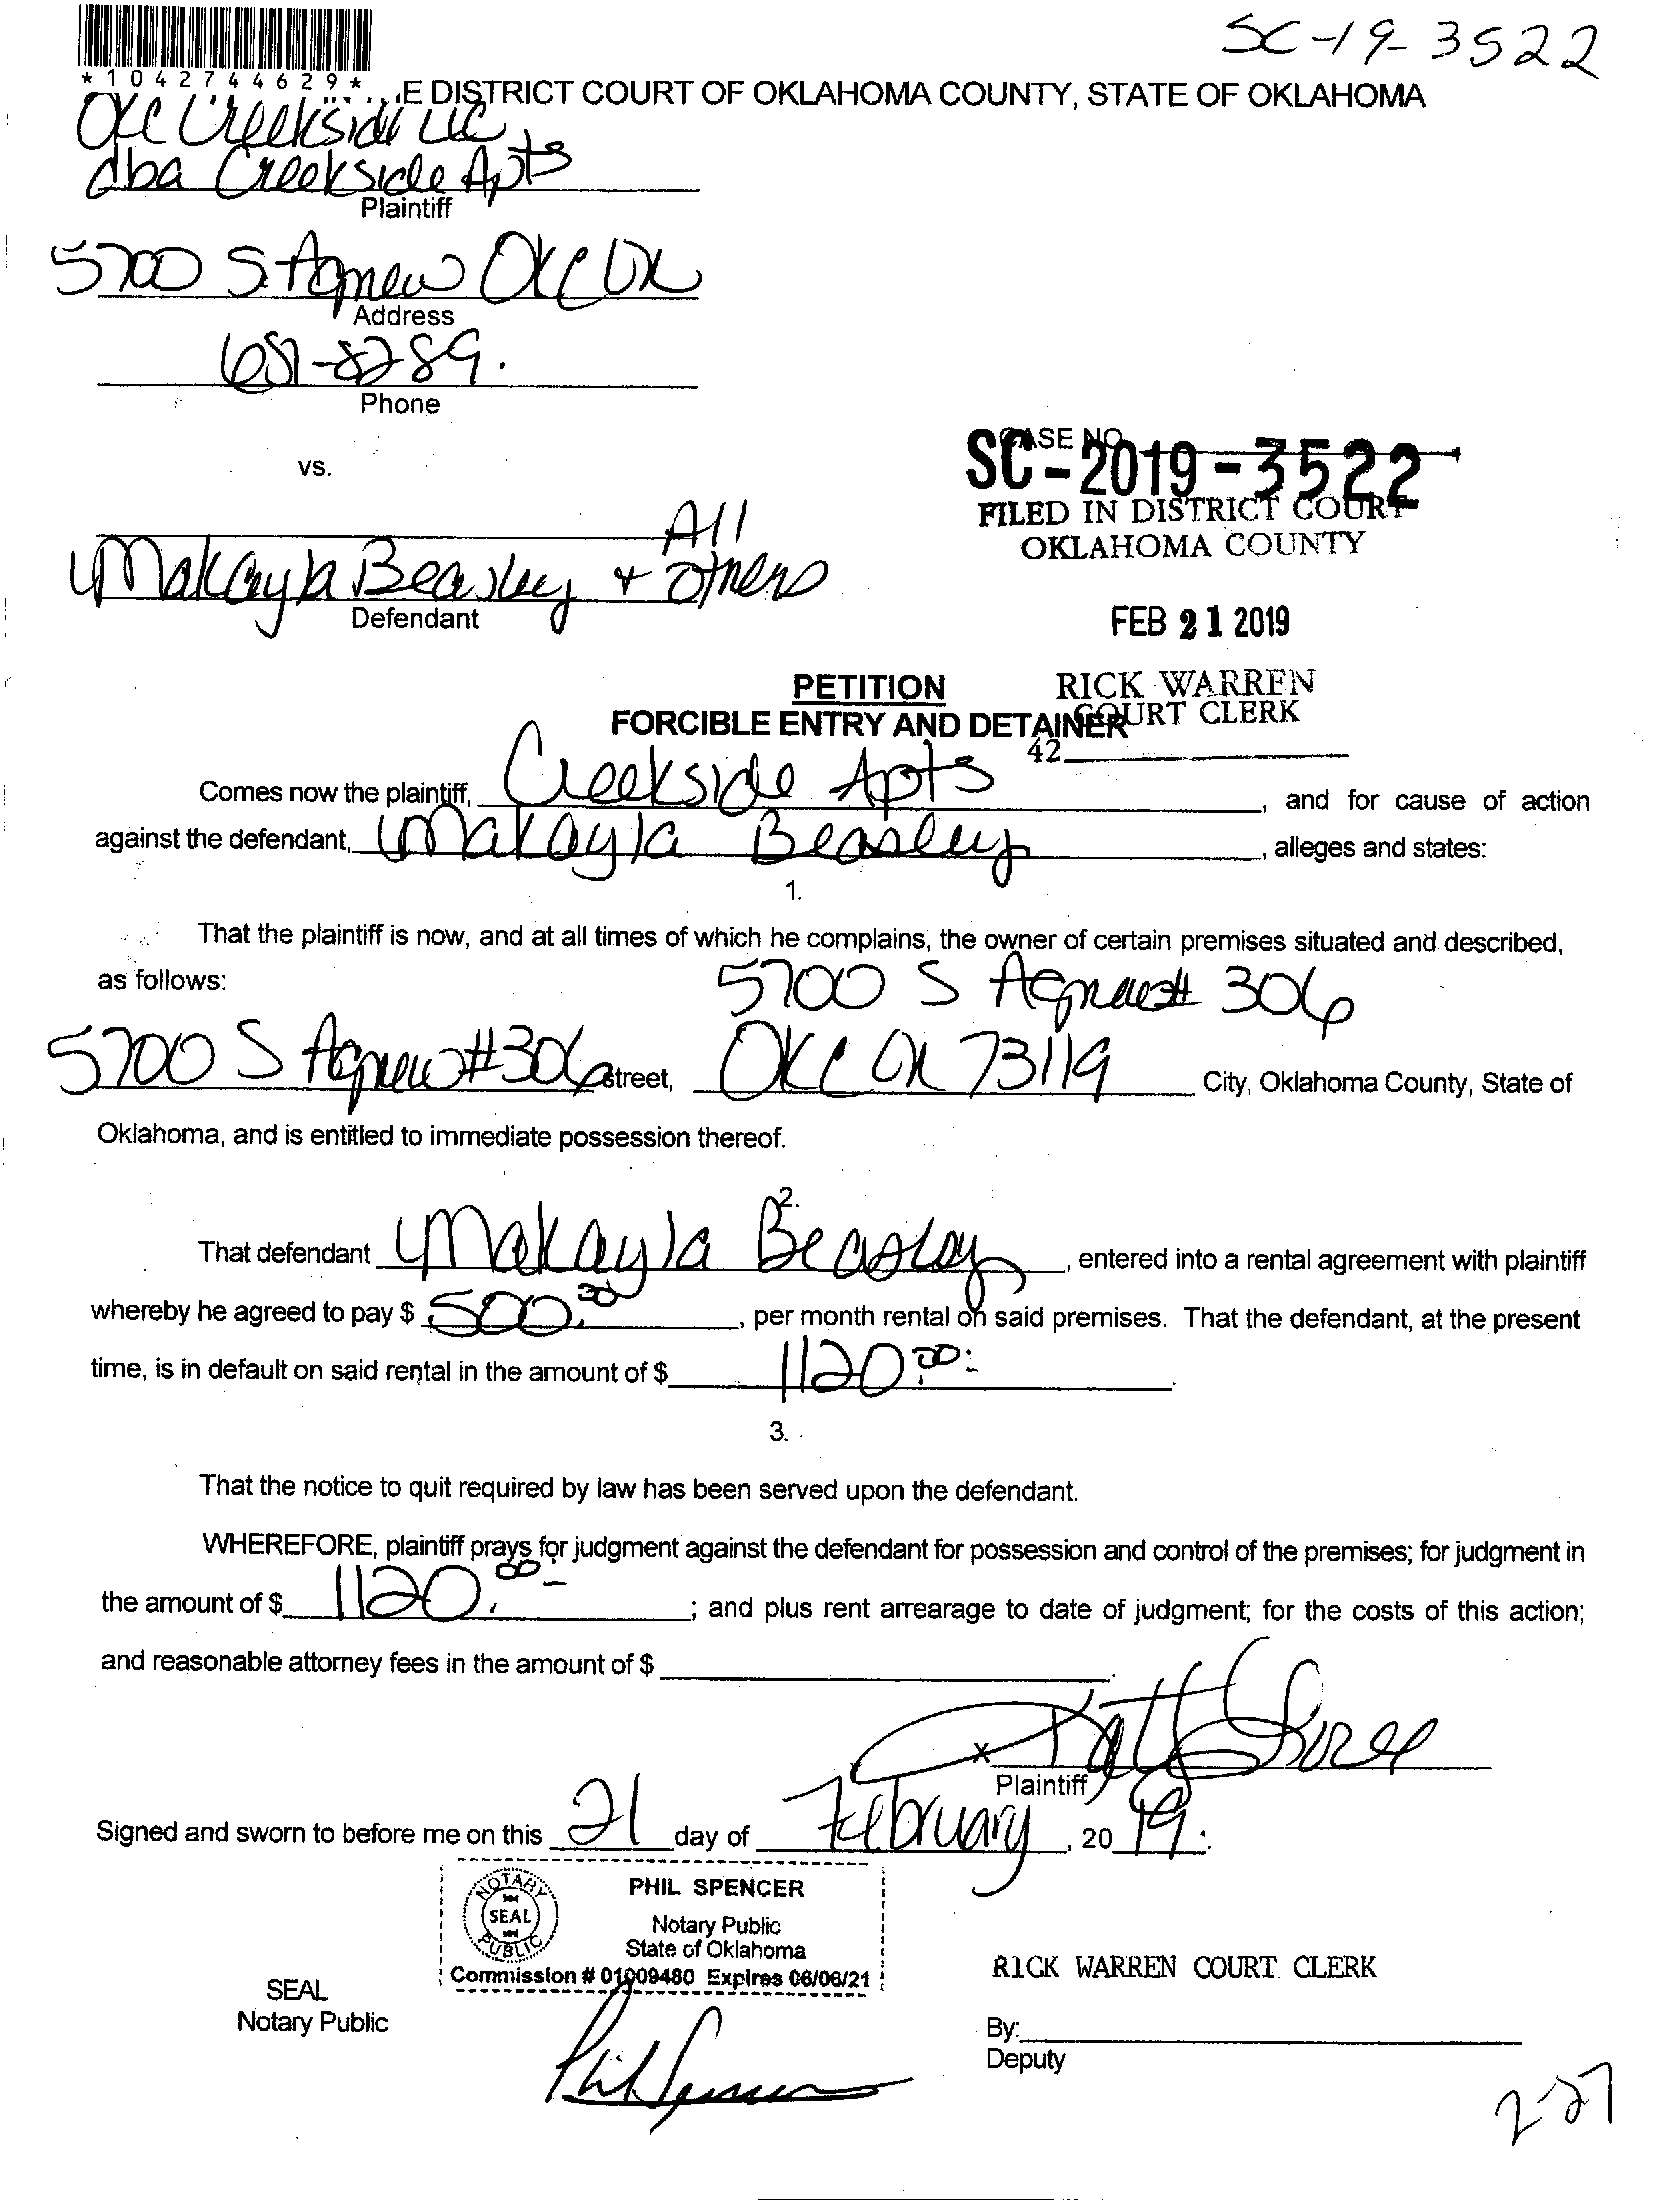 SC-19-3522
*1042744629*
E DISTRICT COURT OF OKLAHOMA COUNTY, STATE OF OKLAHOMA
OKC Creekside LLC
dba Creekside Apts
Plaintiff
5700 S. Agnew OKC OK
Address
681-8289.
Phone
CASE NO.
SC-2019-3522
vs.
FILED IN DISTRICT COURT
OKLAHOMA COUNTY
All
Makayla Beasley + others
Defendant
FEB 21 2019
PETITION
RICK WARREN
FORCIBLE ENTRY AND DETAINER
COURT CLERK
42
Comes now the plaintiff, Creekside Apts, and for cause of action
against the defendant, Makayla Beasley, alleges and states:
1.
That the plaintiff is now, and at all times of which he complains, the owner of certain premises situated and described,
as follows: 5700 S Agnew # 306
5700 S Agnew #306 street, OKC OK 73119 City, Oklahoma County, State of
Oklahoma, and is entitled to immediate possession thereof.
2.
That defendant Makayla Beasley, entered into a rental agreement with plaintiff
whereby he agreed to pay $ 500.00, per month rental on said premises. That the defendant, at the present
time, is in default on said rental in the amount of $ 1120.00
3.
That the notice to quit required by law has been served upon the defendant.
WHEREFORE, plaintiff prays for judgment against the defendant for possession and control of the premises; for judgment in
the amount of $ 1120.00; and plus rent arrearage to date of judgment; for the costs of this action;
and reasonable attorney fees in the amount of $
x
Plaintiff
Signed and sworn to before me on this 21 day of February, 2019.
NOTARY PUBLIC SEAL
PHIL SPENCER
Notary Public
State of Oklahoma
Commission # 01009480 Expires 06/06/21
RICK WARREN COURT CLERK
SEAL
Notary Public
Phil Spencer
By:
Deputy
2-27